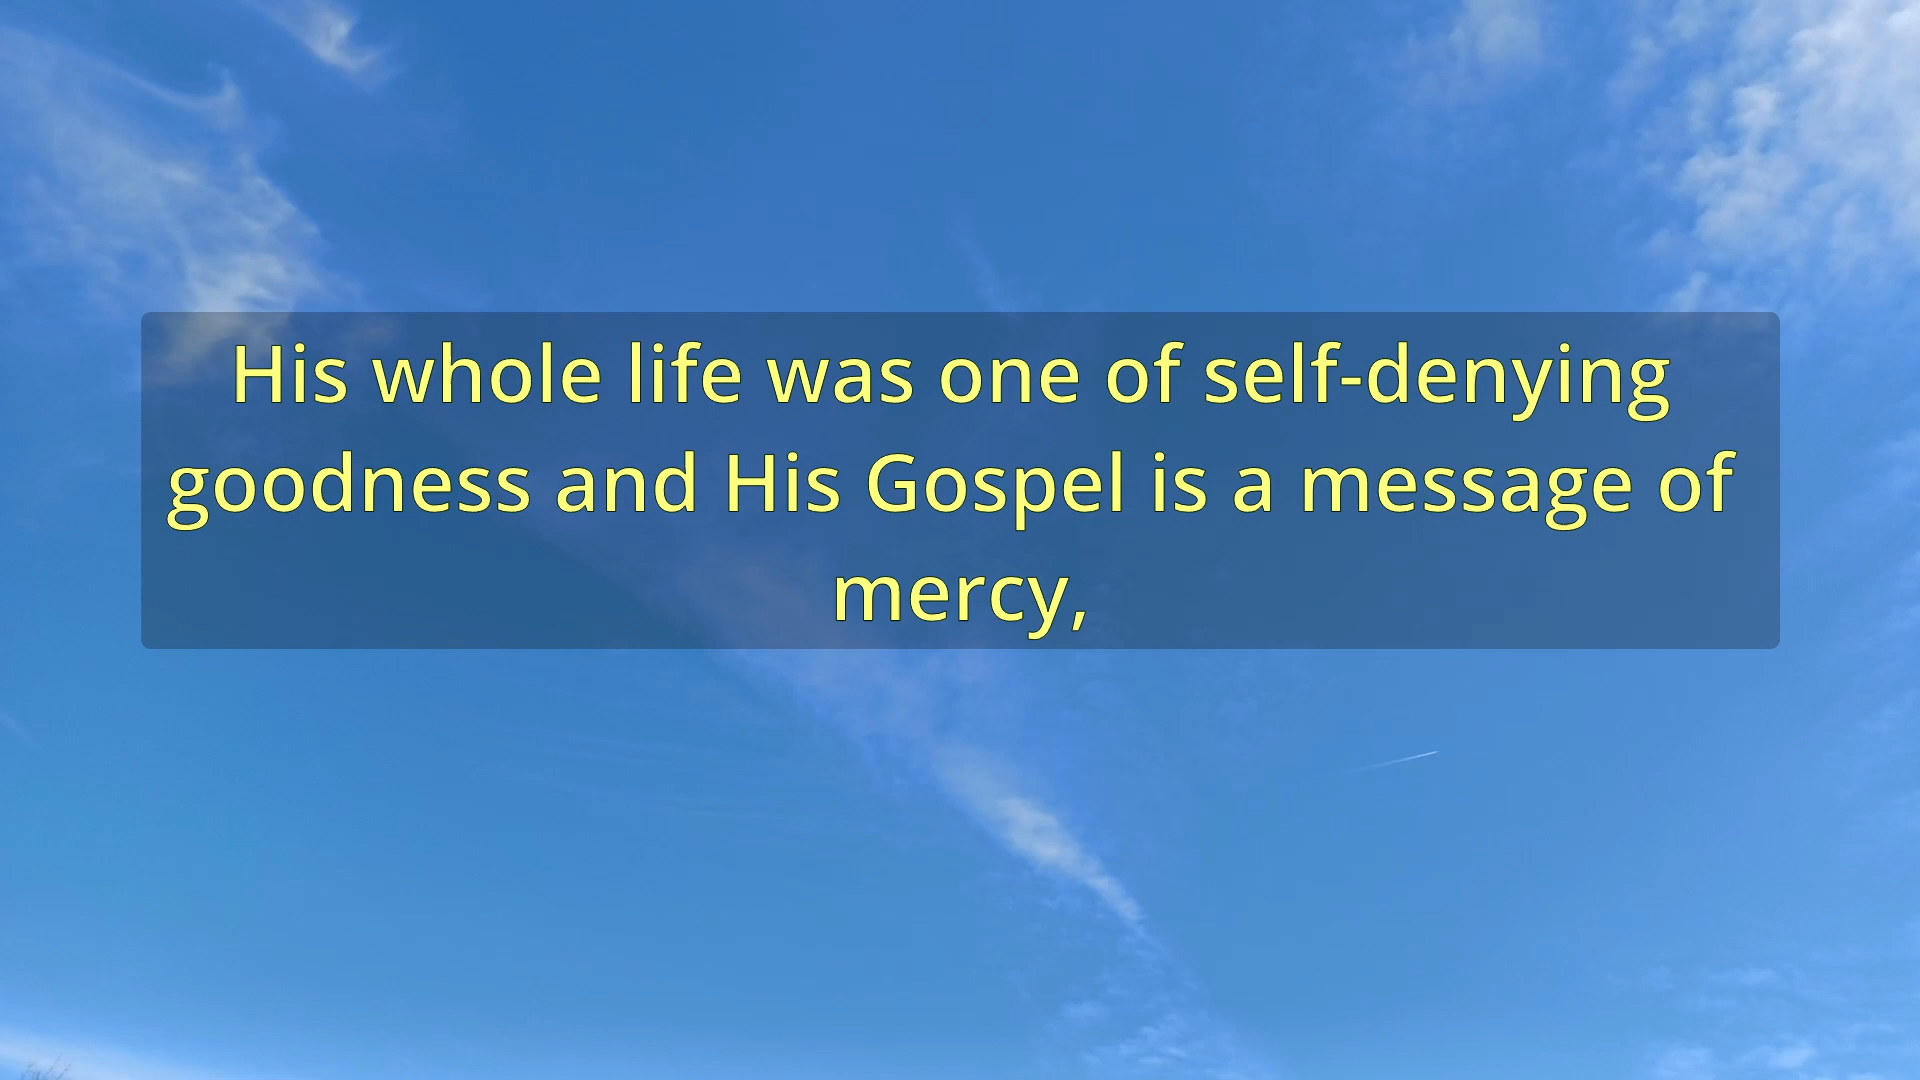 His whole life was one of self-denying
goodness and His Gospel is a message of
mercy,